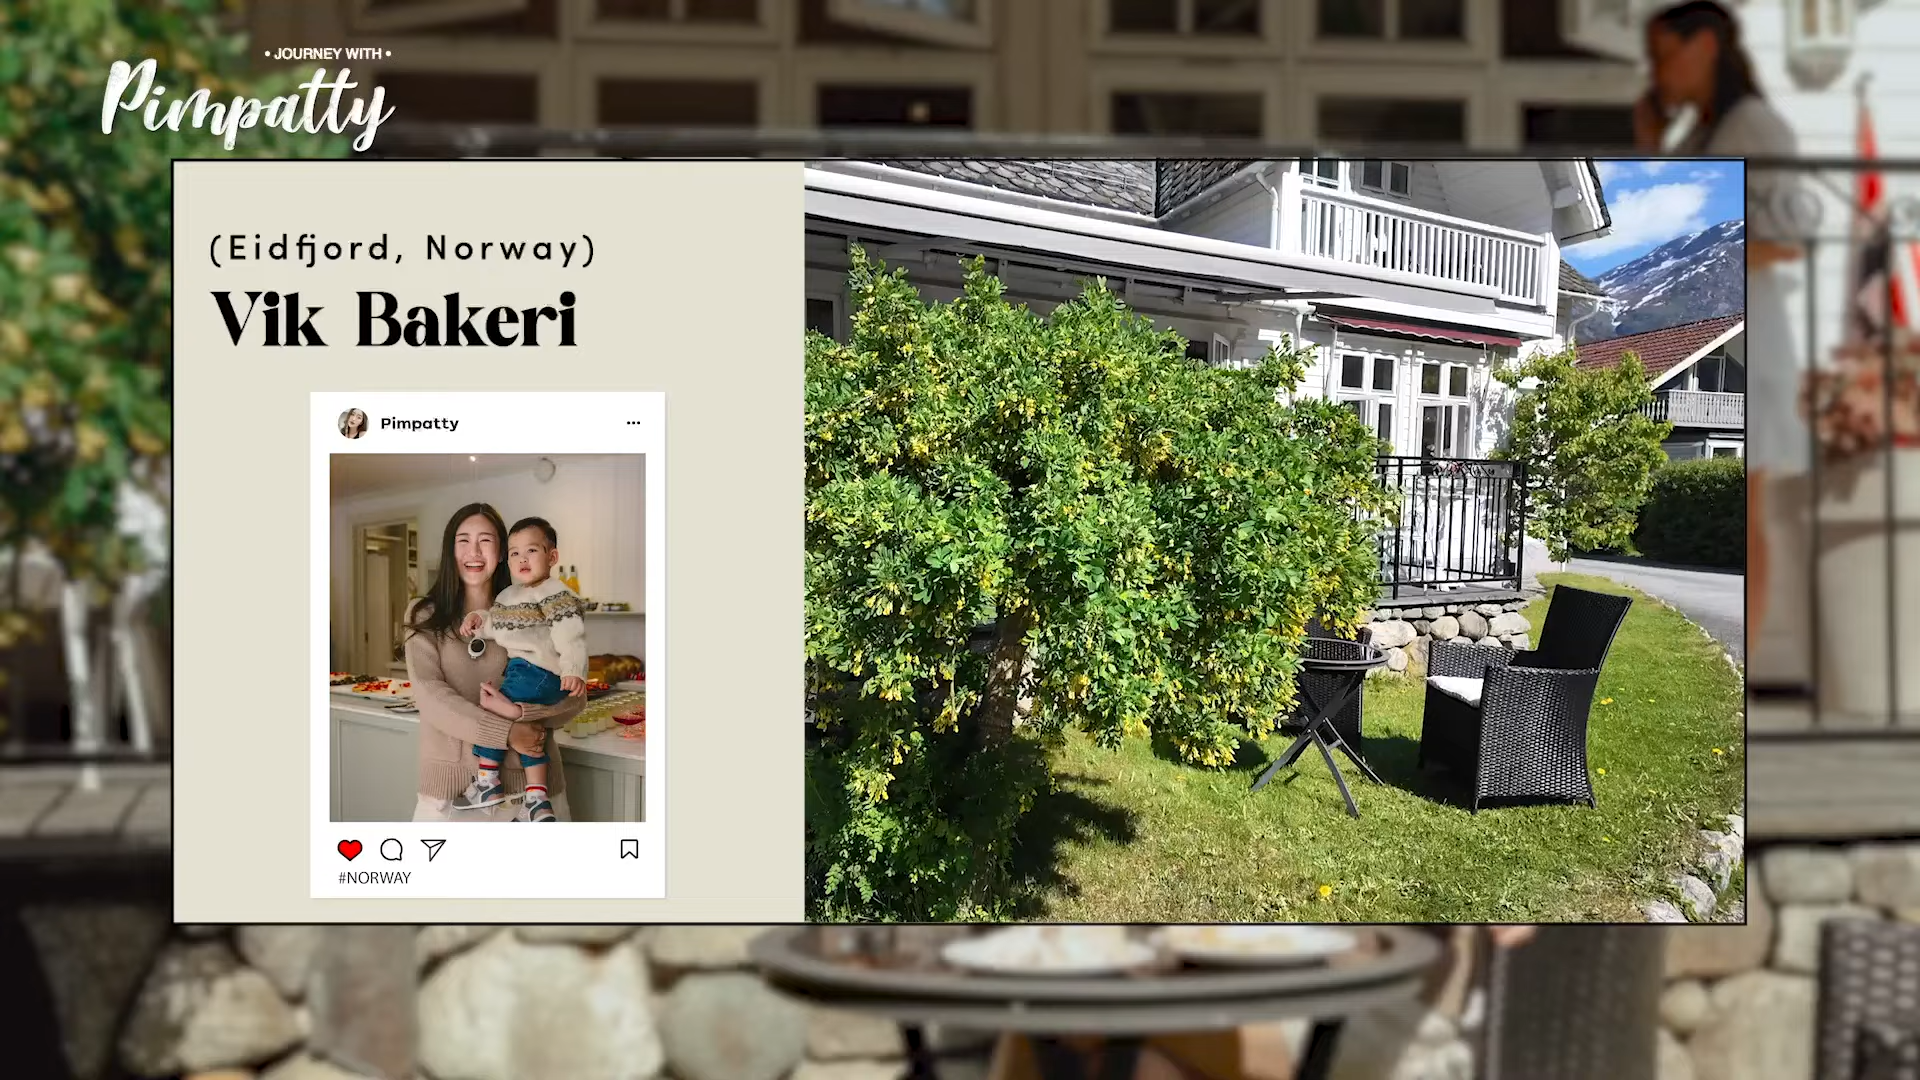 • JOURNEY WITH •
Pimpatty
(Eidfjord, Norway)
Vik Bakeri
Pimpatty
#NORWAY